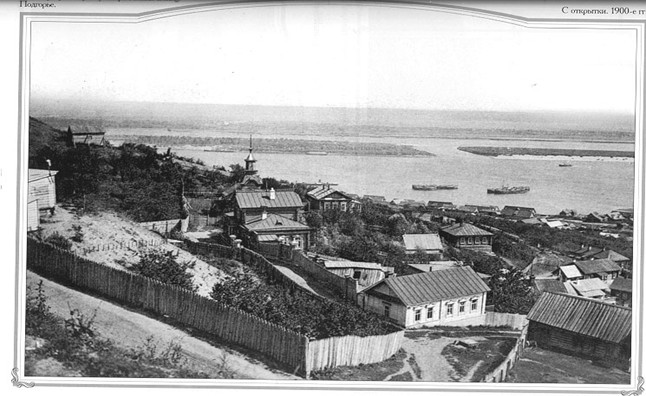 Подгорье.
С открытки. 1900-е гг